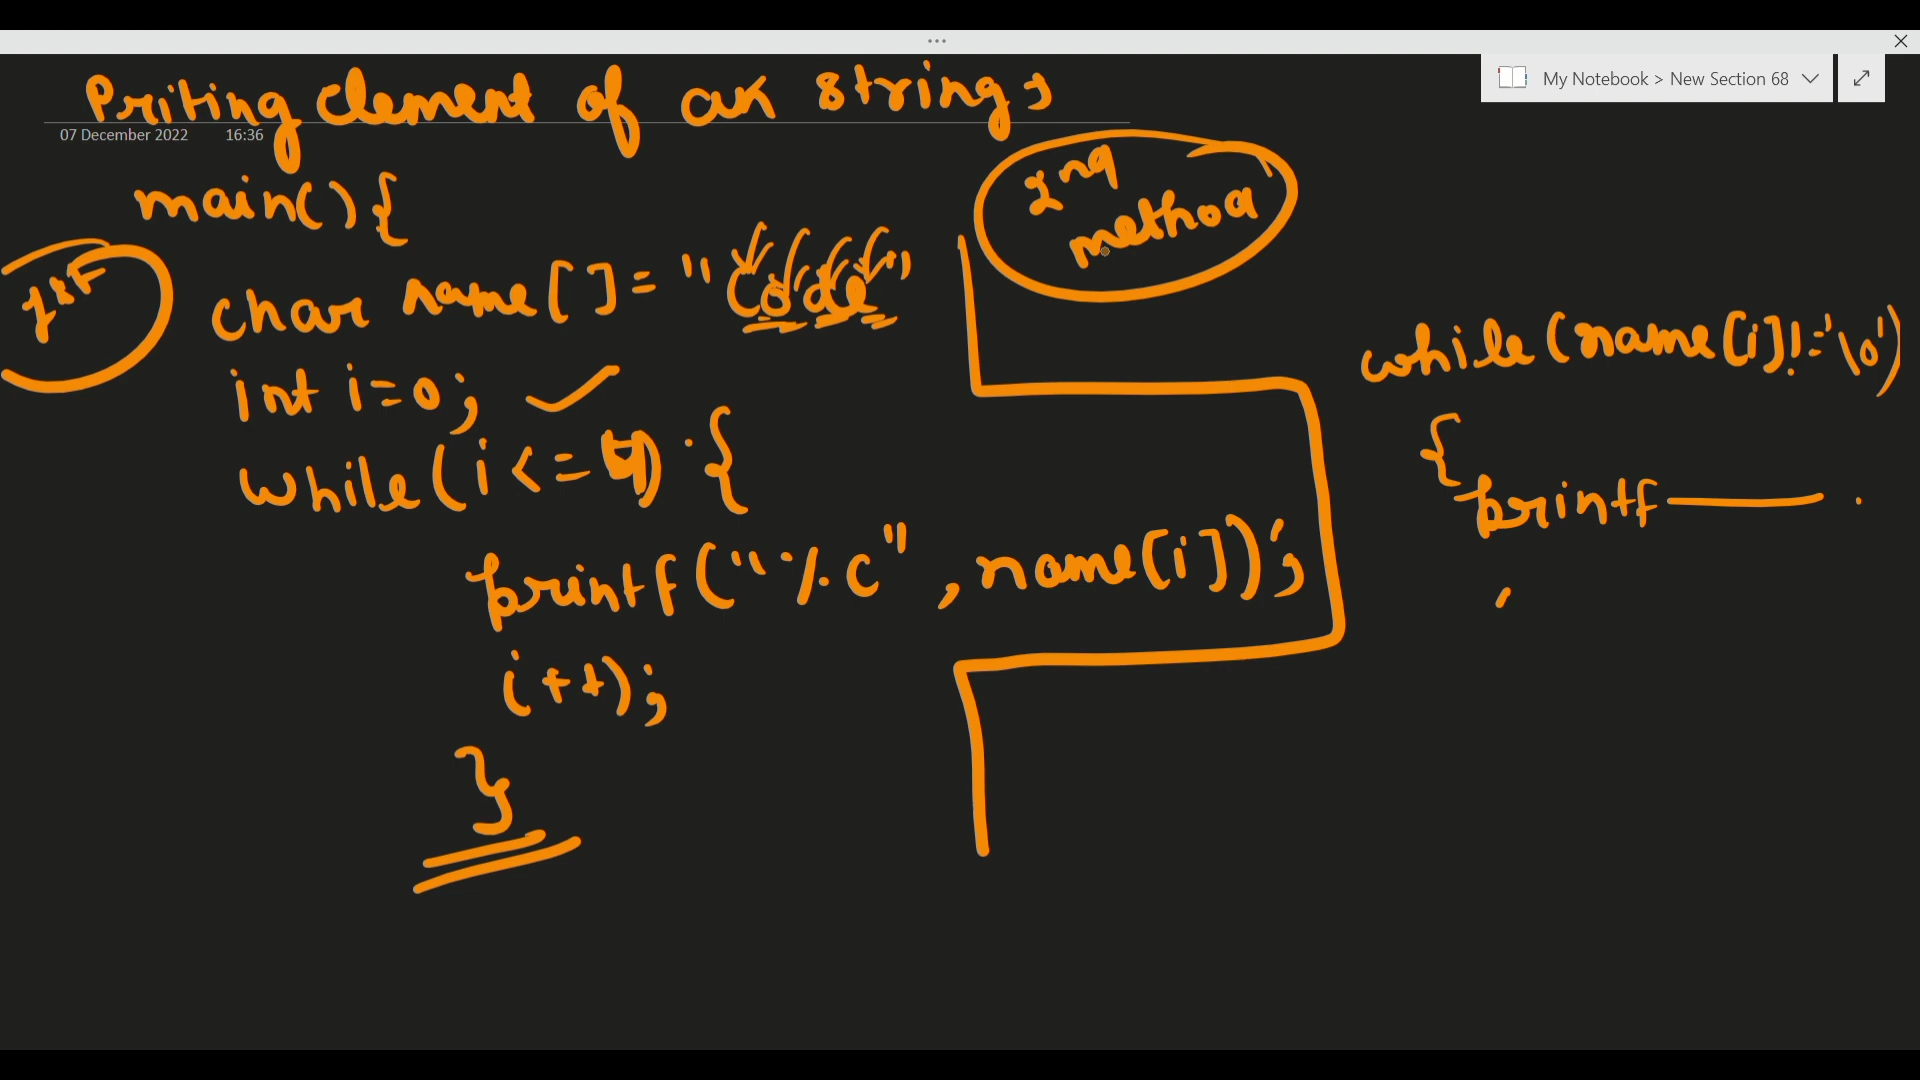 Priting element of an strings
07 December 2022 16:36
My Notebook > New Section 68
main() {
1st
char name[] = "Code"
int i=0;
while (i<=4) {
printf("%c", name[i]);
i++);
}
2nd
method
while (name[i]!='\0')
{
printf